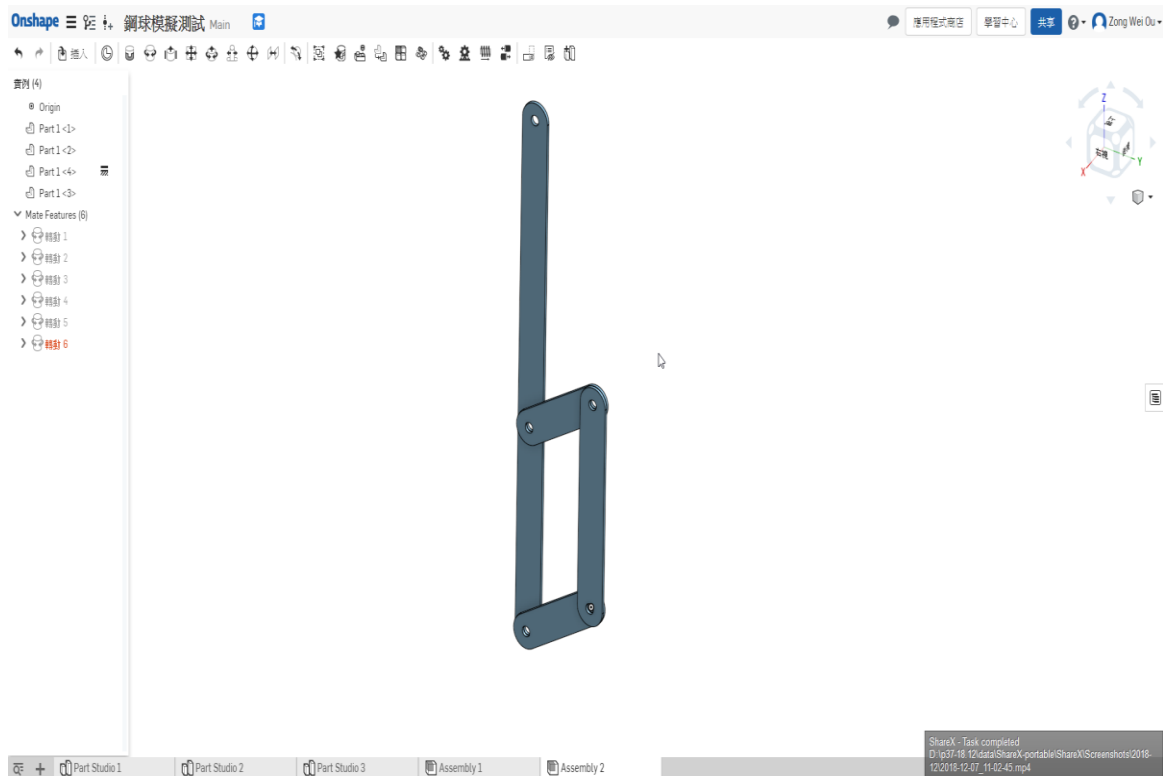 Onshape 鋼球模擬測試 Main
應用程式商店 學習中心 共享 Zong Wei Ou
插入
實例 (4)
Origin
Part 1 <1>
Part 1 <2>
Part 1 <4>
Part 1 <3>
Mate Features (6)
轉動 1
轉動 2
轉動 3
轉動 4
轉動 5
轉動 6
Z
上
右視
Y
X
Part Studio 1 Part Studio 2 Part Studio 3 Assembly 1 Assembly 2
ShareX - Task completed
D:\p37-18.12\data\ShareX-portable\ShareX\Screenshots\2018-
12\2018-12-07_11-02-45.mp4